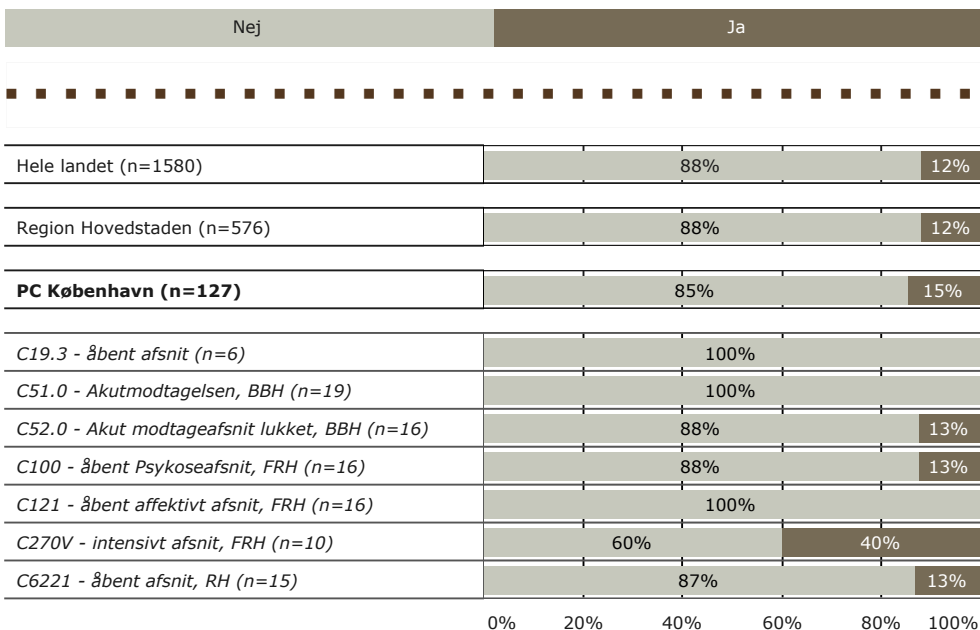 Nej Ja
Hele landet (n=1580) 88% 12%
Region Hovedstaden (n=576) 88% 12%
PC København (n=127) 85% 15%
C19.3 - åbent afsnit (n=6) 100%
C51.0 - Akutmodtagelsen, BBH (n=19) 100%
C52.0 - Akut modtageafsnit lukket, BBH (n=16) 88% 13%
C100 - åbent Psykoseafsnit, FRH (n=16) 88% 13%
C121 - åbent affektivt afsnit, FRH (n=16) 100%
C270V - intensivt afsnit, FRH (n=10) 60% 40%
C6221 - åbent afsnit, RH (n=15) 87% 13%
0% 20% 40% 60% 80% 100%